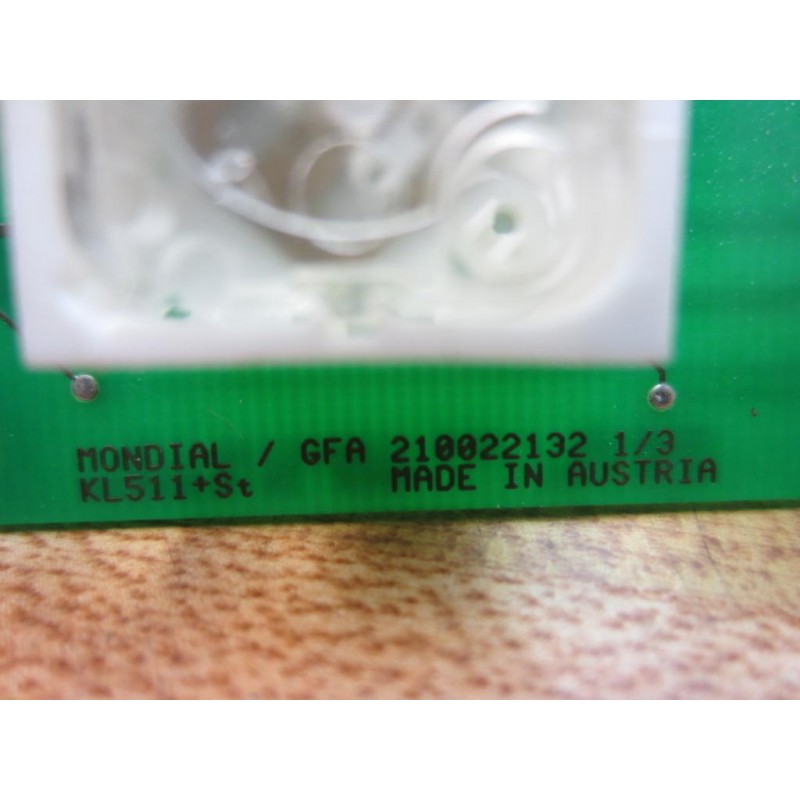 MONDIAL / GFA 210022132 1/3
KL511+St MADE IN AUSTRIA